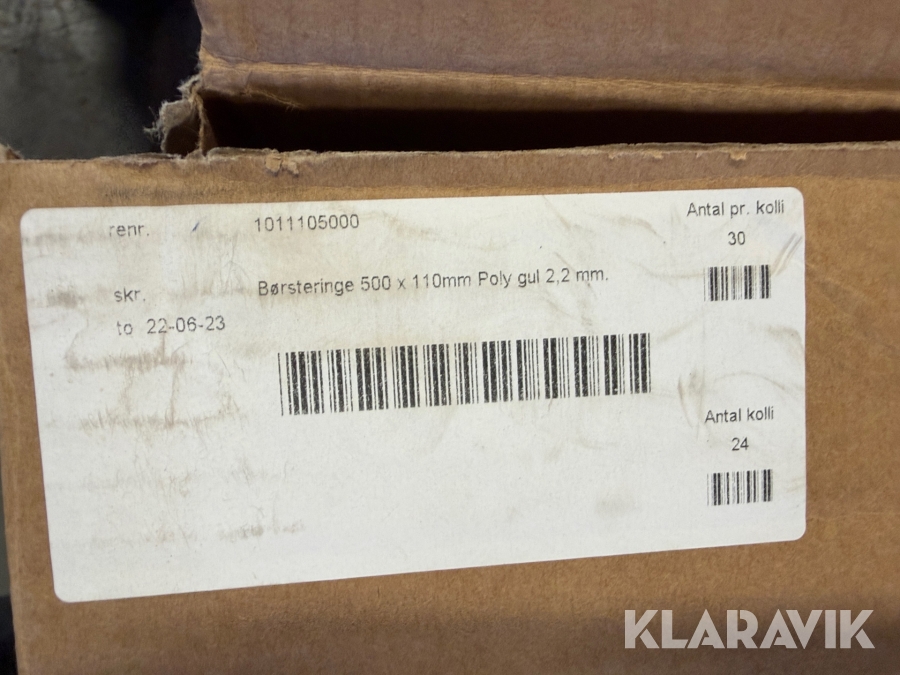 renr. 1011105000
Antal pr. kolli
30
skr. Børsteringe 500 x 110mm Poly gul 2,2 mm.
to 22-06-23
Antal kolli
24
KLARAVIK